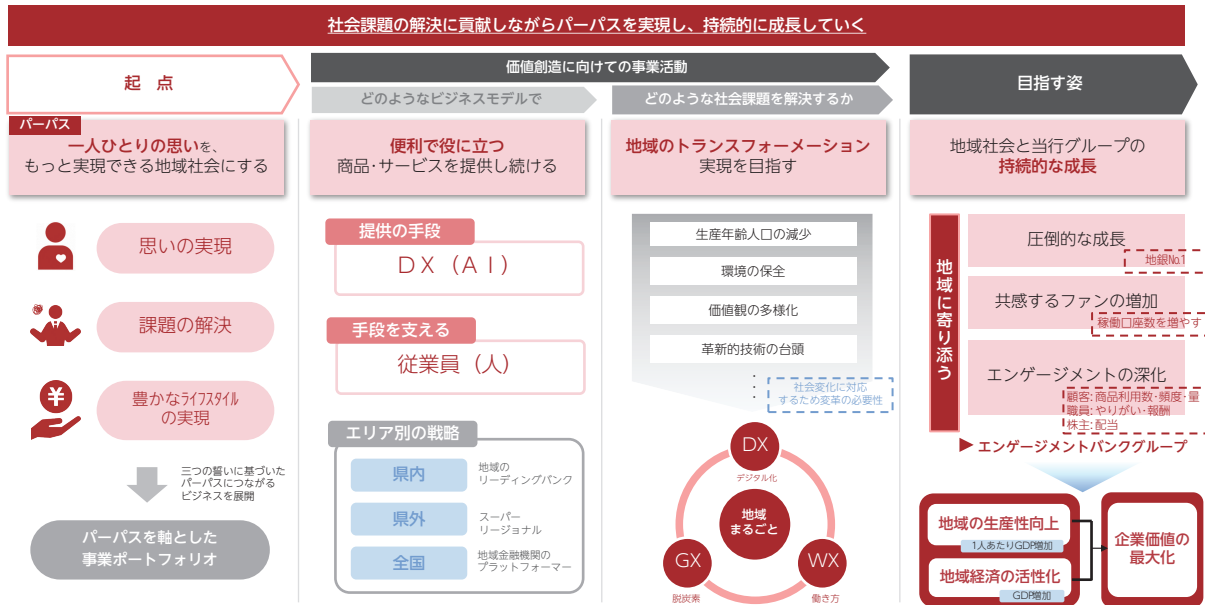 社会課題の解決に貢献しながらパーパスを実現し、持続的に成長していく
起 点
パーパス
一人ひとりの思いを、
もっと実現できる地域社会にする
思いの実現
課題の解決
¥
豊かなﾗｲﾌｽﾀｲﾙ
の実現
三つの誓いに基づいた
パーパスにつながる
ビジネスを展開
パーパスを軸とした
事業ポートフォリオ
価値創造に向けての事業活動
どのようなビジネスモデルで
便利で役に立つ
商品・サービスを提供し続ける
提供の手段
ＤＸ（ＡＩ）
手段を支える
従業員（人）
エリア別の戦略
県内
地域の
リーディングバンク
県外
スーパー
リージョナル
全国
地域金融機関の
プラットフォーマー
どのような社会課題を解決するか
地域のトランスフォーメーション
実現を目指す
生産年齢人口の減少
環境の保全
価値観の多様化
革新的技術の台頭
・
・
・
社会変化に対応
するため変革の必要性
DX
デジタル化
地域
まるごと
GX
脱炭素
WX
働き方
目指す姿
地域社会と当行グループの
持続的な成長
地域に寄り添う
圧倒的な成長
地銀No.1
共感するファンの増加
稼働口座数を増やす
エンゲージメントの深化
顧客：商品利用数・頻度・量
職員：やりがい・報酬
株主：配当
▶エンゲージメントバンクグループ
地域の生産性向上
1人あたりGDP増加
地域経済の活性化
GDP増加
企業価値の
最大化